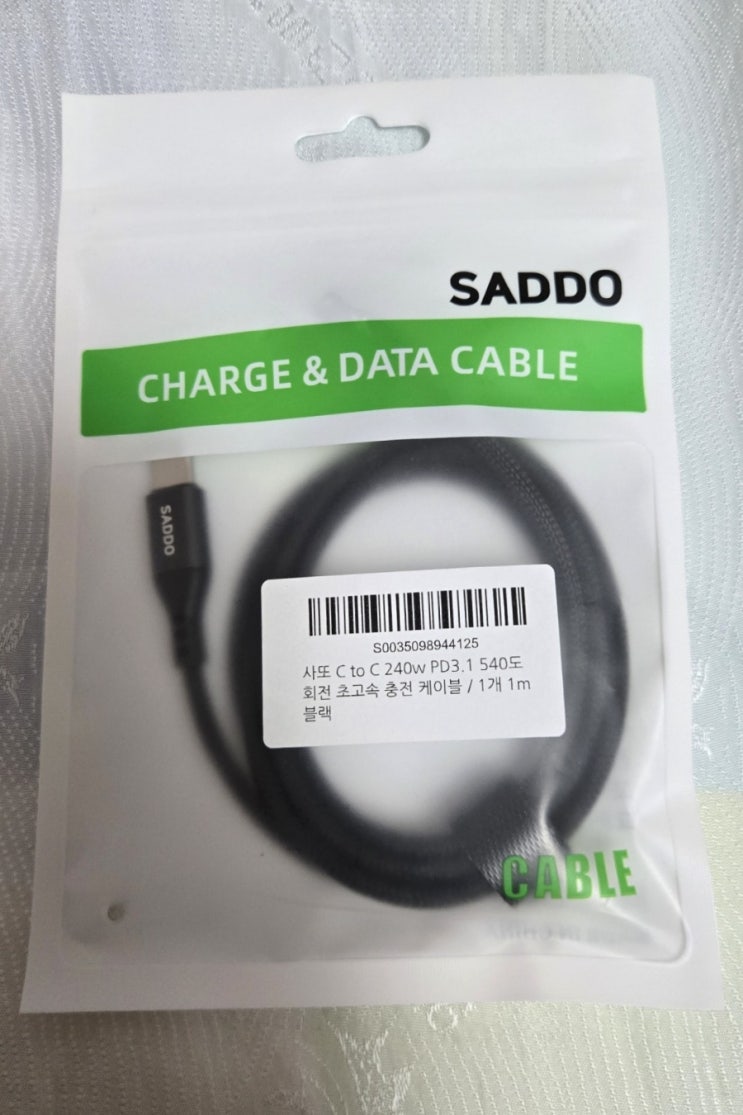 SADDO
CHARGE & DATA CABLE
SADDO
S0035098944125
사또 C to C 240w PD3.1 540도
회전 초고속 충전 케이블 / 1개 1m
블랙
CABLE